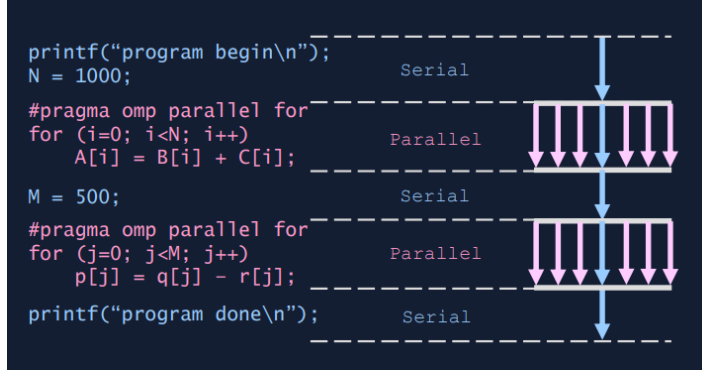 printf(“program begin\n”);
N = 1000;
Serial
#pragma omp parallel for
for (i=0; i<N; i++)
A[i] = B[i] + C[i];
Parallel
M = 500;
Serial
#pragma omp parallel for
for (j=0; j<M; j++)
p[j] = q[j] – r[j];
Parallel
printf(“program done\n”);
Serial